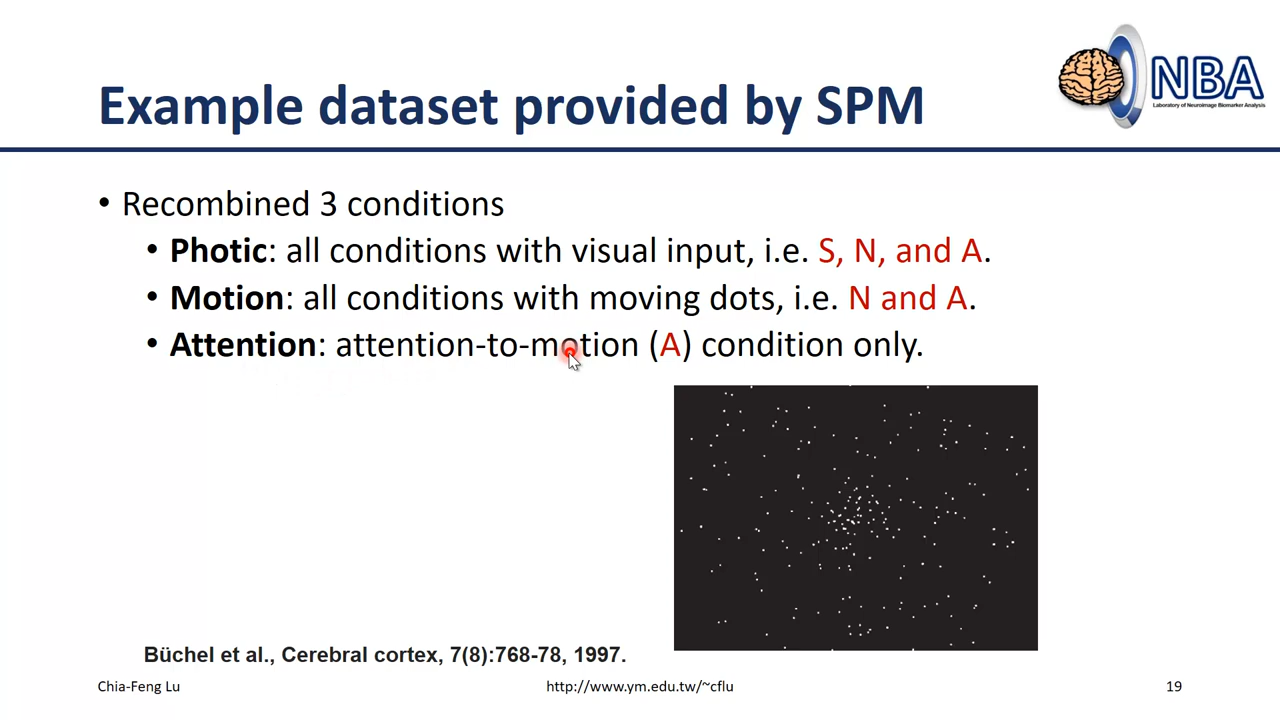 NBA
Laboratory of Neuroimage Biomarker Analysis
Example dataset provided by SPM
• Recombined 3 conditions
• Photic: all conditions with visual input, i.e. S, N, and A.
• Motion: all conditions with moving dots, i.e. N and A.
• Attention: attention-to-motion (A) condition only.
Büchel et al., Cerebral cortex, 7(8):768-78, 1997.
Chia-Feng Lu
http://www.ym.edu.tw/~cflu
19